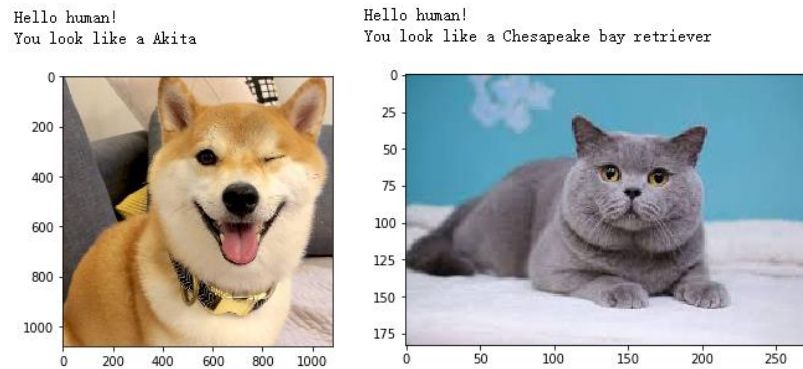 Hello human!
You look like a Akita
0
200
400
600
800
1000
0 200 400 600 800 1000
Hello human!
You look like a Chesapeake bay retriever
0
25
50
75
100
125
150
175
0 50 100 150 200 250